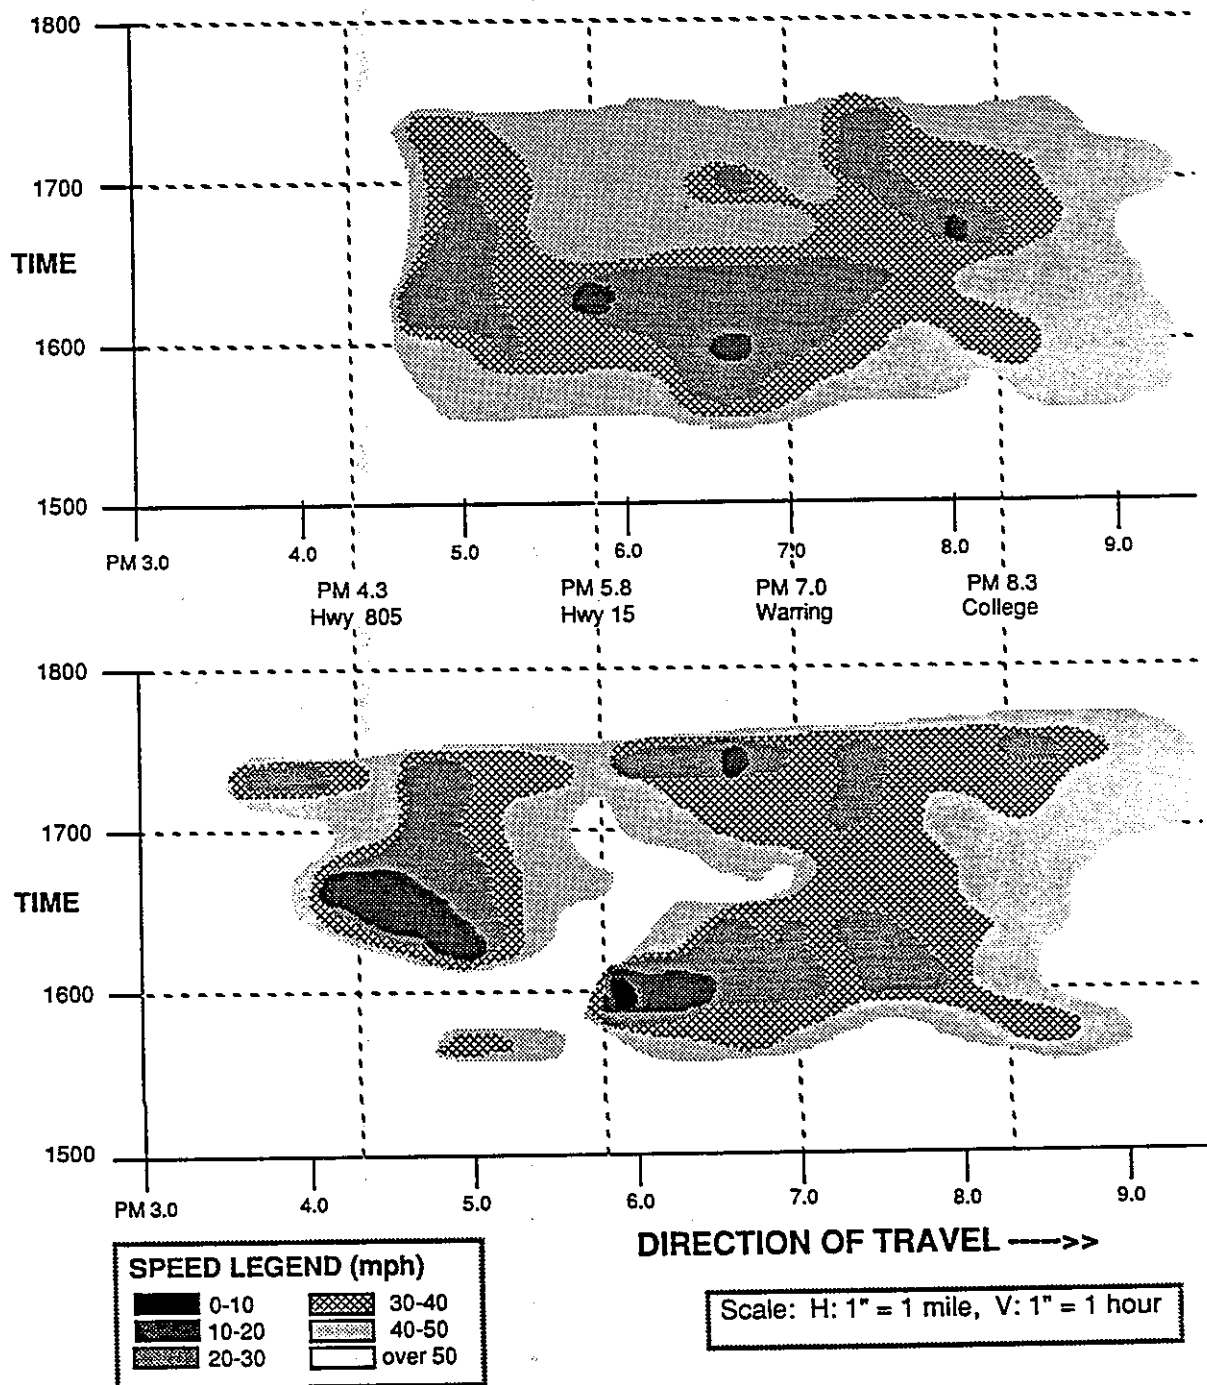 1800
1700
TIME
1600
1500
PM 3.0
4.0
5.0
6.0
7.0
8.0
9.0
PM 4.3
Hwy 805
PM 5.8
Hwy 15
PM 7.0
Warring
PM 8.3
College
1800
1700
TIME
1600
1500
PM 3.0
4.0
5.0
6.0
7.0
8.0
9.0
DIRECTION OF TRAVEL ---->>
SPEED LEGEND (mph)
0-10
30-40
10-20
40-50
20-30
over 50
Scale: H: 1" = 1 mile, V: 1" = 1 hour